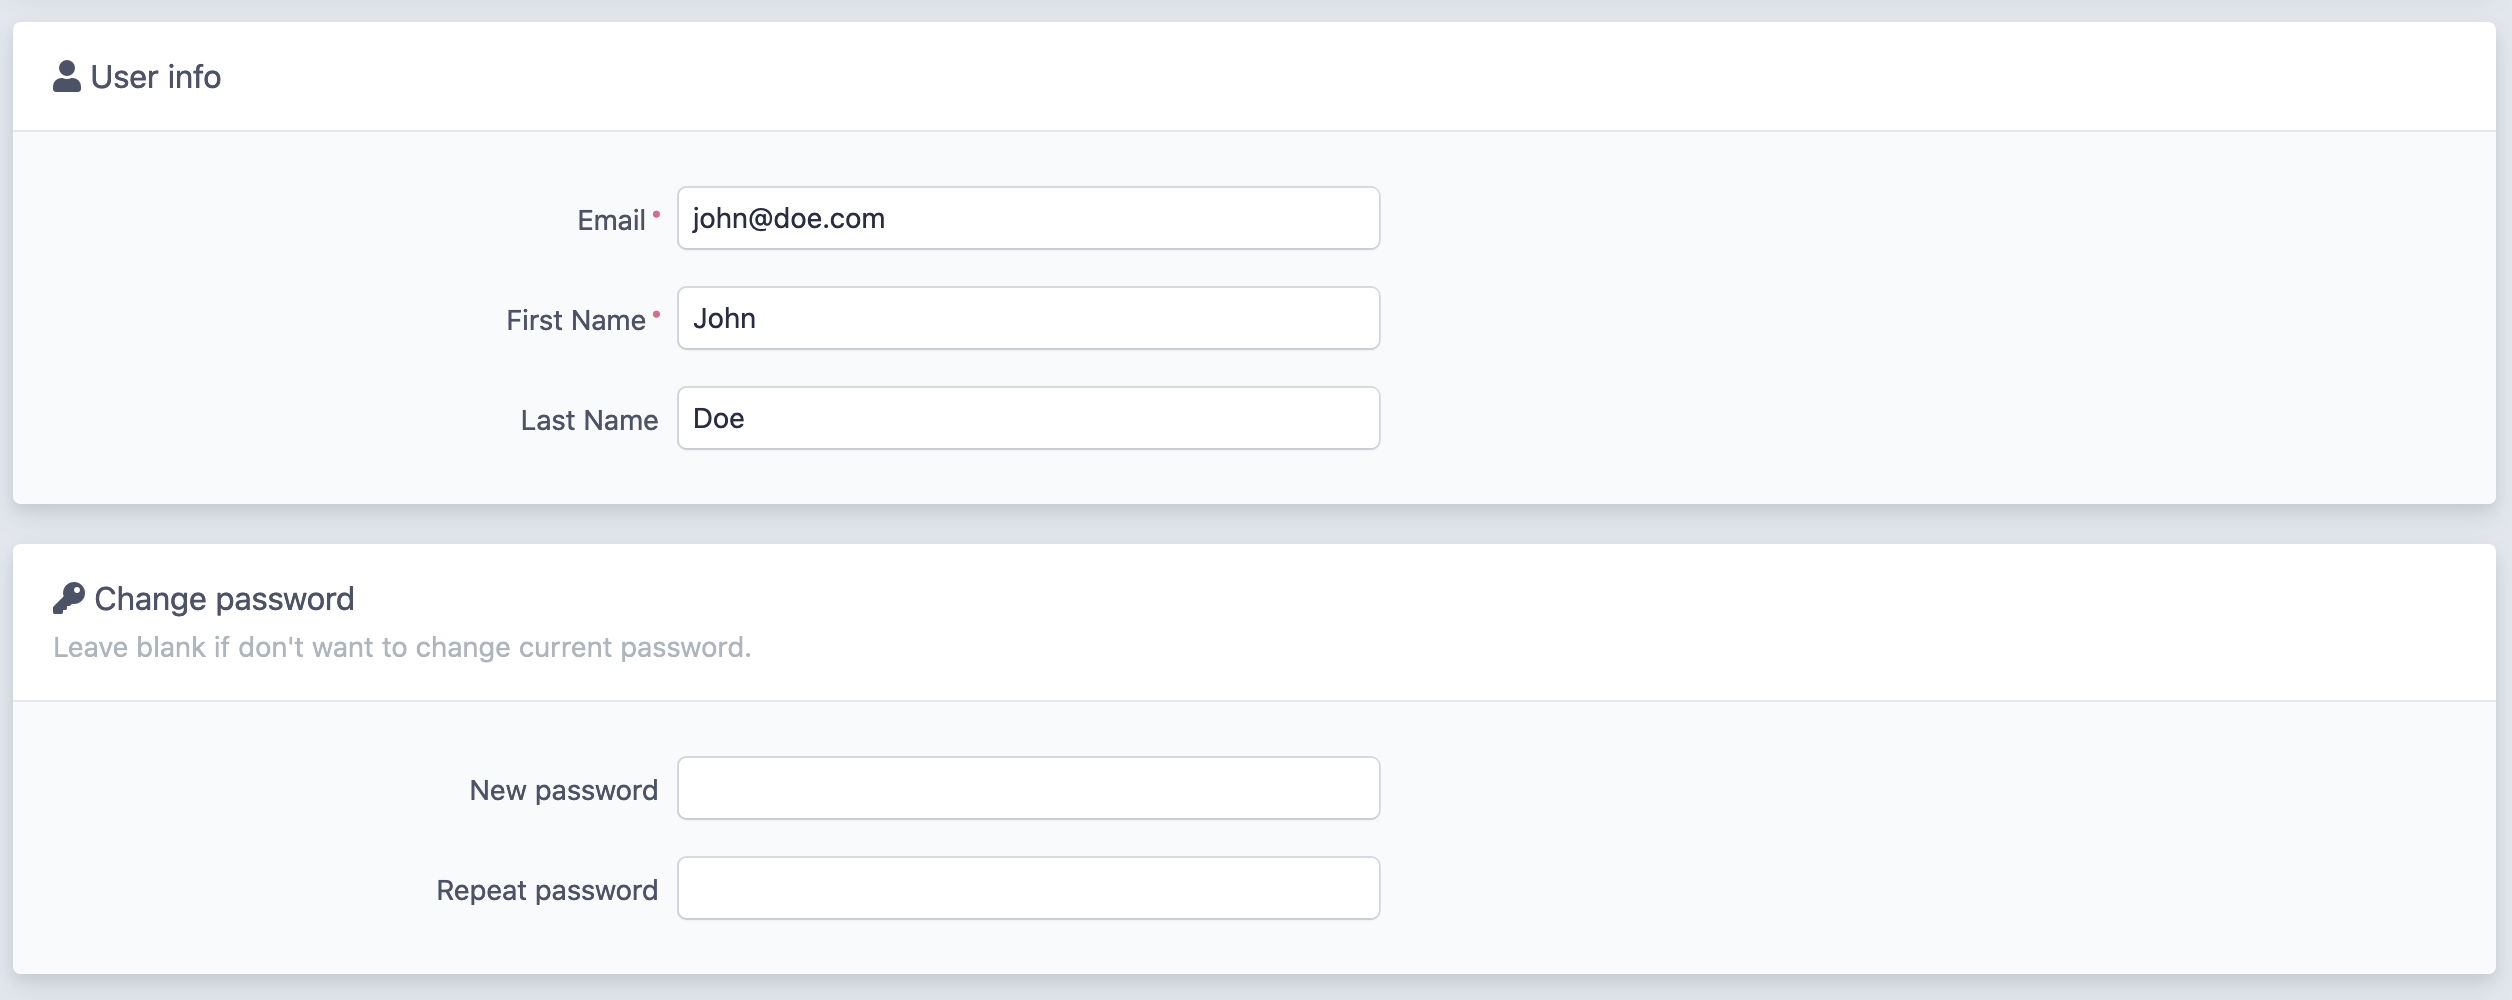 User info
Email
john@doe.com
First Name
John
Last Name
Doe
Change password
Leave blank if don't want to change current password.
New password
Repeat password